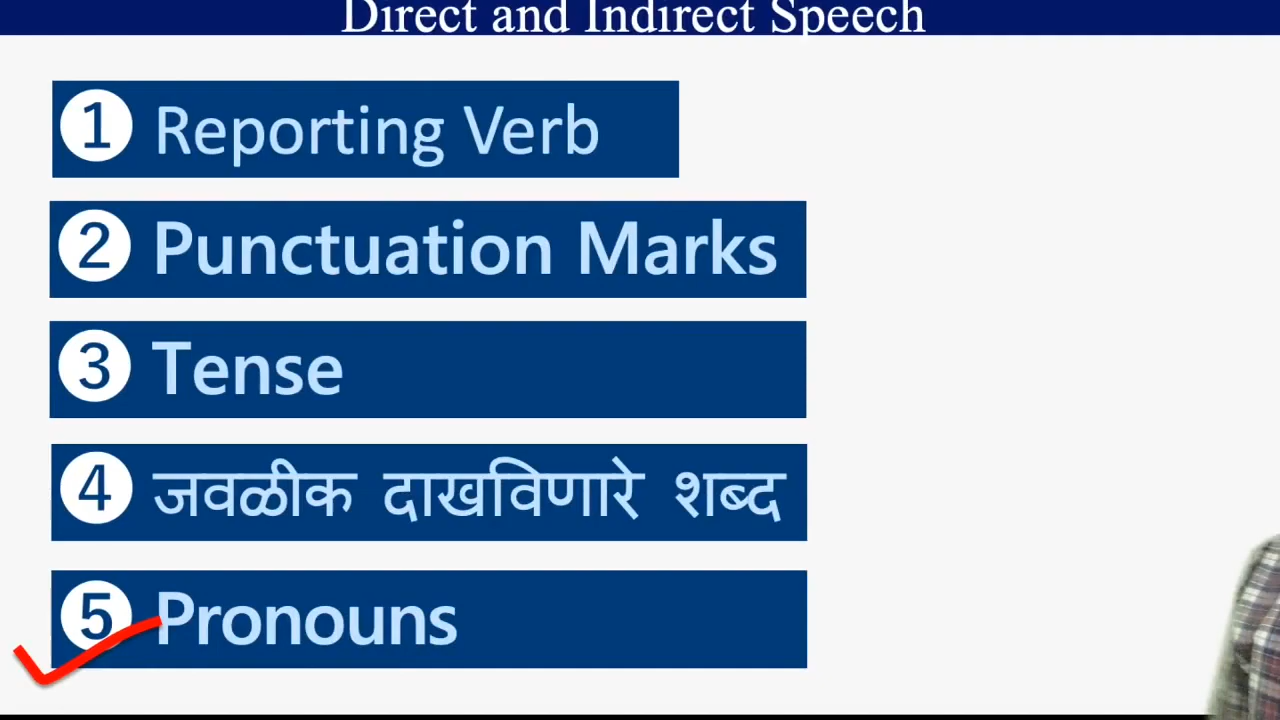 Direct and Indirect Speech
1 Reporting Verb
2 Punctuation Marks
3 Tense
4 जवळीक दाखविणारे शब्द
5 Pronouns